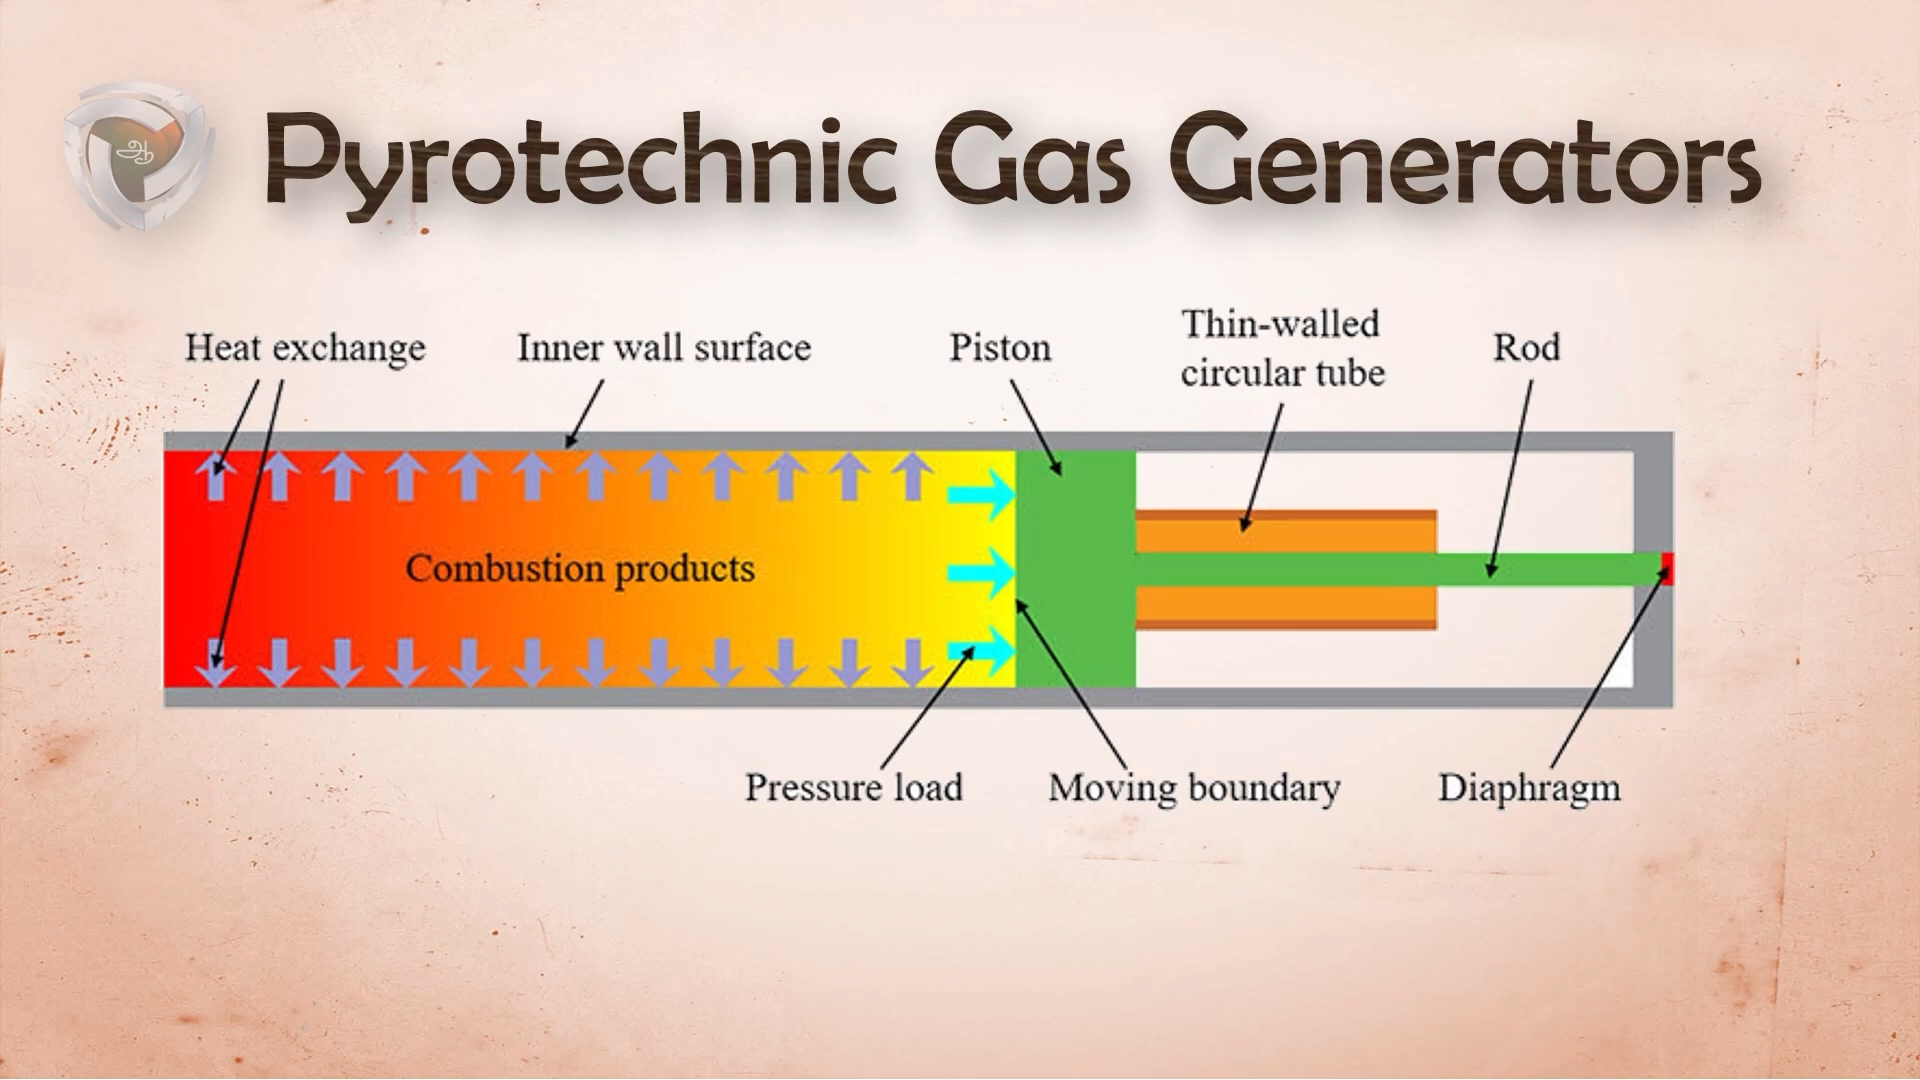 Pyrotechnic Gas Generators
Heat exchange
Inner wall surface
Piston
Thin-walled
circular tube
Rod
Combustion products
Pressure load
Moving boundary
Diaphragm